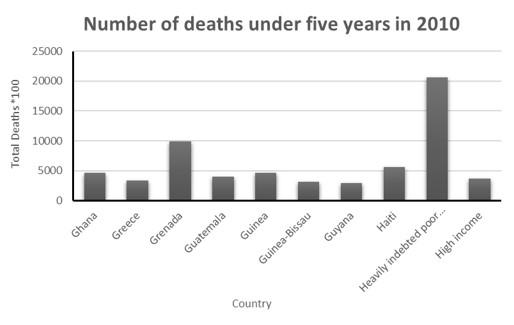 Number of deaths under five years in 2010
Total Deaths *100
25000
20000
15000
10000
5000
0
Ghana
Greece
Grenada
Guatemala
Guinea
Guinea-Bissau
Guyana
Haiti
Heavily indebted poor...
High income
Country